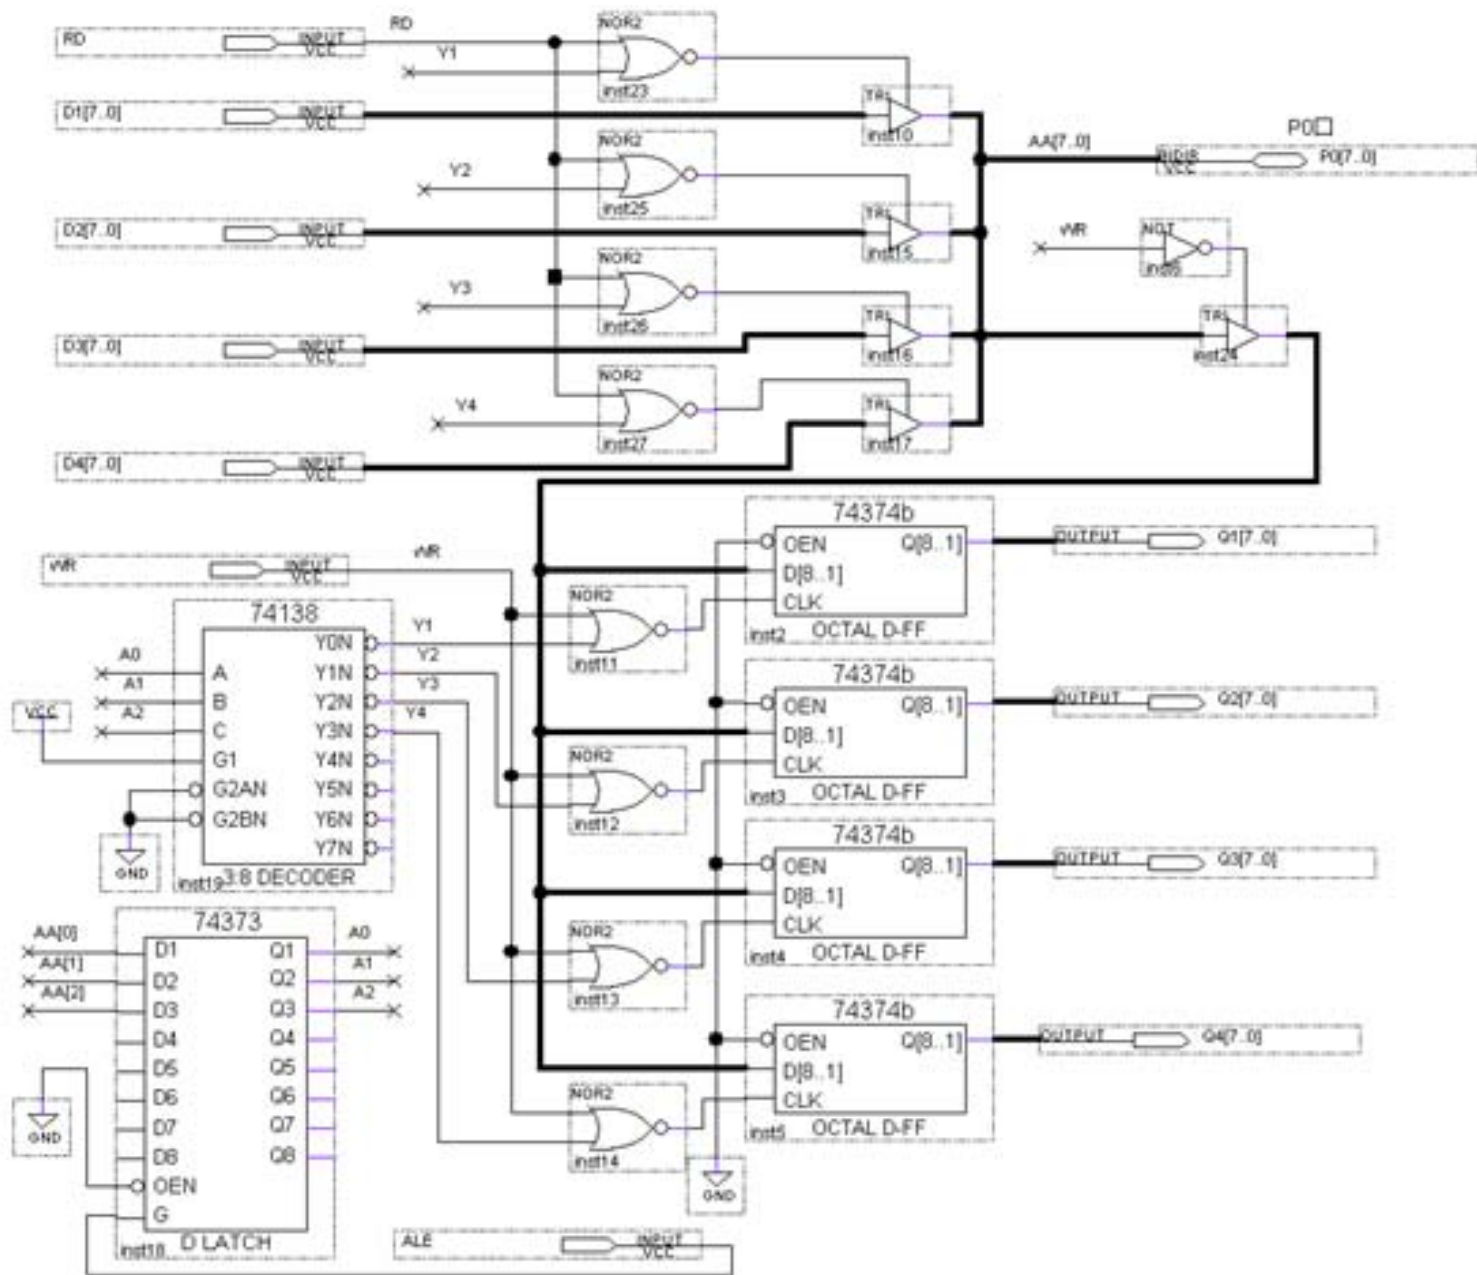 RD
INPUT
VCC
RD
Y1
NOR2
inst23
D1[7..0]
INPUT
VCC
TRI
inst10
AA[7..0]
P0口
BIDIR
VCC
P0[7..0]
NOR2
Y2
inst25
D2[7..0]
INPUT
VCC
TRI
inst15
WR
NOT
inst6
NOR2
Y3
inst26
D3[7..0]
INPUT
VCC
TRI
inst16
TRI
inst24
NOR2
Y4
inst27
TRI
inst17
D4[7..0]
INPUT
VCC
74374b
OEN
Q[8..1]
D[8..1]
CLK
inst2
OCTAL D-FF
OUTPUT
Q1[7..0]
WR
INPUT
VCC
WR
NOR2
inst11
74138
A0
A
A1
B
A2
C
VCC
G1
G2AN
G2BN
GND
Y0N
Y1N
Y2N
Y3N
Y4N
Y5N
Y6N
Y7N
inst19
3:8 DECODER
Y1
Y2
Y3
Y4
74374b
OEN
Q[8..1]
D[8..1]
CLK
inst3
OCTAL D-FF
OUTPUT
Q2[7..0]
NOR2
inst12
74374b
OEN
Q[8..1]
D[8..1]
CLK
inst4
OCTAL D-FF
OUTPUT
Q3[7..0]
NOR2
inst13
74373
AA[0]
D1
Q1
A0
AA[1]
D2
Q2
A1
AA[2]
D3
Q3
A2
D4
Q4
D5
Q5
D6
Q6
D7
Q7
D8
Q8
GND
OEN
G
inst18
D LATCH
74374b
OEN
Q[8..1]
D[8..1]
CLK
inst5
OCTAL D-FF
OUTPUT
Q4[7..0]
NOR2
inst14
GND
ALE
INPUT
VCC